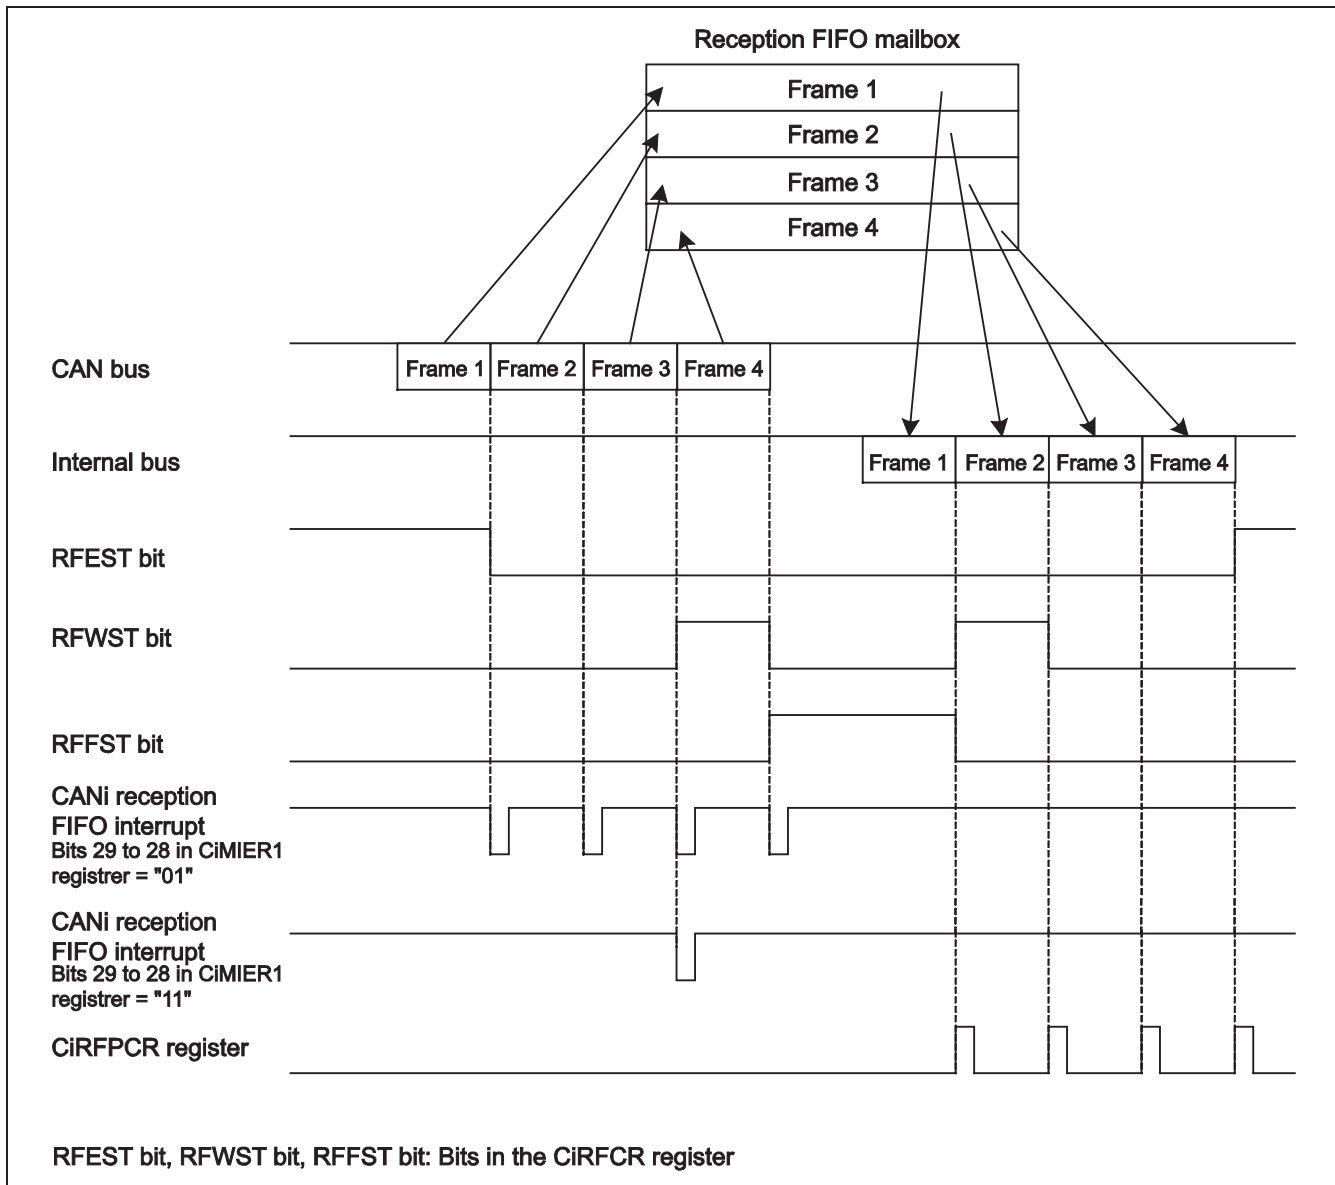 Reception FIFO mailbox
Frame 1
Frame 2
Frame 3
Frame 4
CAN bus
Frame 1 Frame 2 Frame 3 Frame 4
Internal bus
Frame 1 Frame 2 Frame 3 Frame 4
RFEST bit
RFWST bit
RFFST bit
CANi reception
FIFO interrupt
Bits 29 to 28 in CiMIER1
registrer = "01"
CANi reception
FIFO interrupt
Bits 29 to 28 in CiMIER1
registrer = "11"
CiRFPCR register
RFEST bit, RFWST bit, RFFST bit: Bits in the CiRFCR register